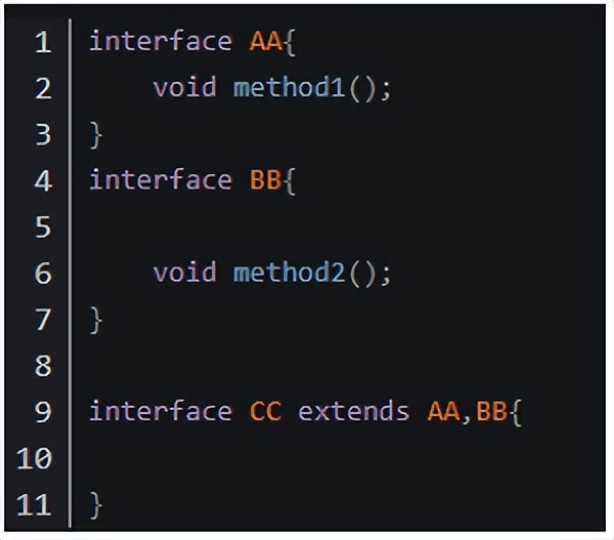 1 interface AA{
2     void method1();
3 }
4 interface BB{
5
6     void method2();
7 }
8
9 interface CC extends AA,BB{
10
11 }